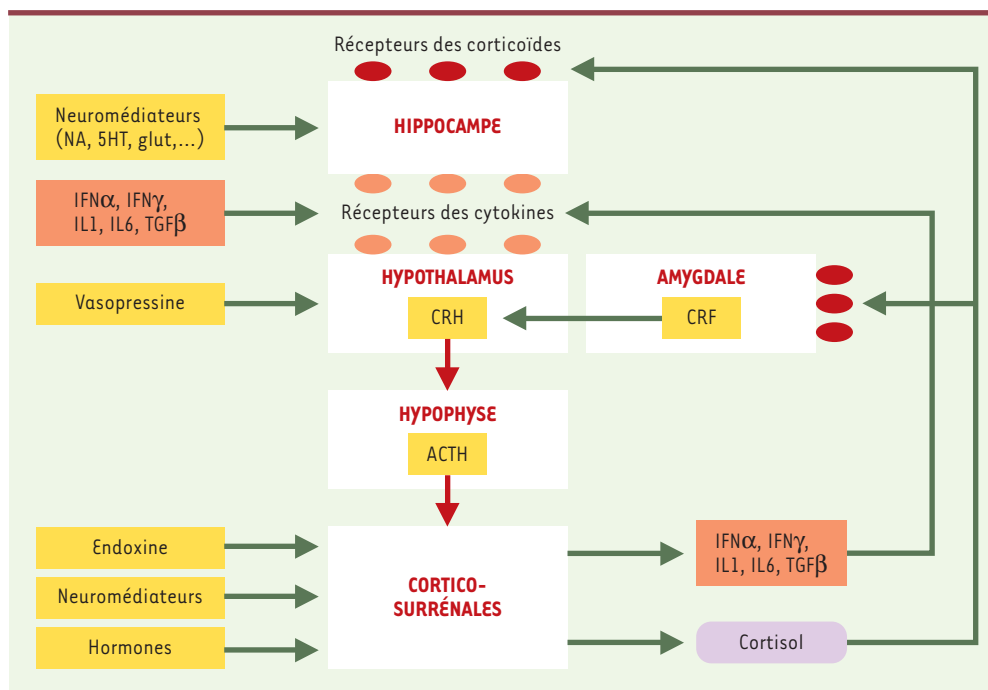 Récepteurs des corticoïdes
Neuromédiateurs
(NA, 5HT, glut,...)
HIPPOCAMPE
IFNα, IFNγ,
IL1, IL6, TGFβ
Récepteurs des cytokines
HYPOTHALAMUS
AMYGDALE
Vasopressine
CRH
CRF
HYPOPHYSE
ACTH
Endoxine
Neuromédiateurs
Hormones
CORTICO-
SURRÉNALES
IFNα, IFNγ,
IL1, IL6, TGFβ
Cortisol